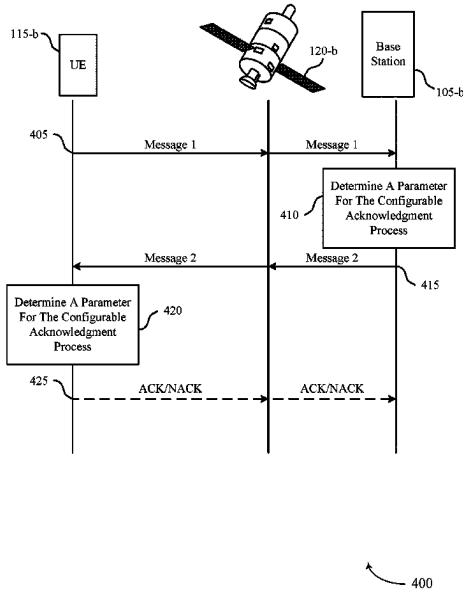 115-b
UE
120-b
Base
Station
105-b
405
Message 1
Message 1
410
Determine A Parameter
For The Configurable
Acknowledgment
Process
Message 2
Message 2
415
Determine A Parameter
For The Configurable
Acknowledgment
Process
420
425
ACK/NACK
ACK/NACK
400